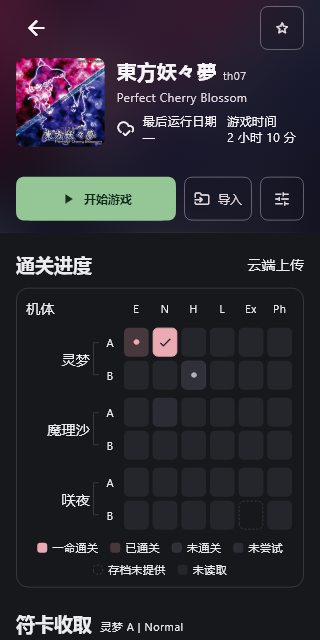 東方妖々夢 th07
Perfect Cherry Blossom
最后运行日期 游戏时间
— 2 小时 10 分
开始游戏 导入
通关进度 云端上传
机体 E N H L Ex Ph
A
灵梦
B
A
魔理沙
B
A
咲夜
B
一命通关 已通关 未通关 未尝试
存档未提供 未读取
符卡收取 灵梦 A | Normal